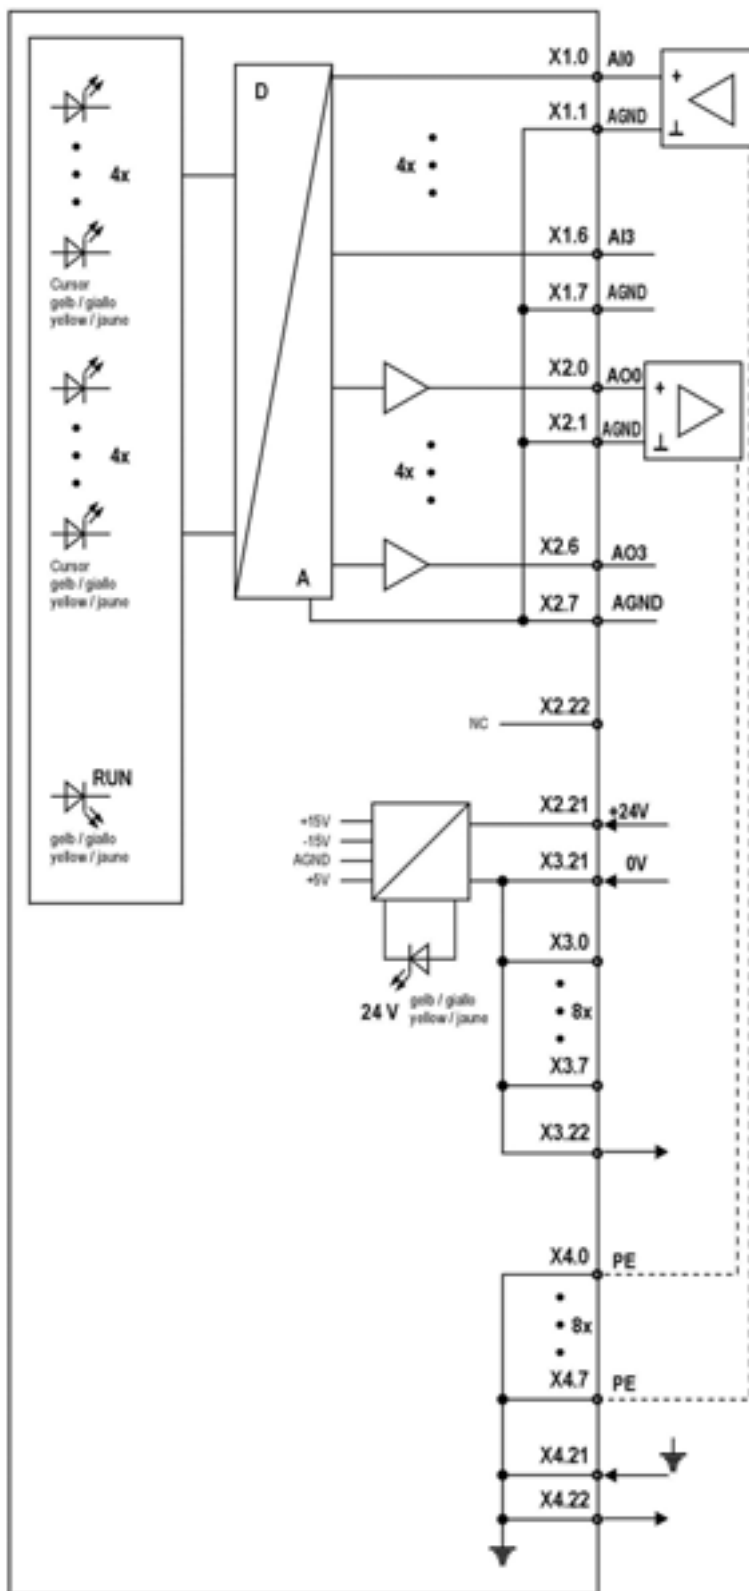 X1.0 AI0
D
+
X1.1 AGND
⊥
4x
4x
X1.6 AI3
Cursor
gelb / giallo
yellow / jaune
X1.7 AGND
X2.0 AO0
+
X2.1 AGND
⊥
4x
4x
X2.6 AO3
Cursor
gelb / giallo
yellow / jaune
A
X2.7 AGND
X2.22
NC
RUN
gelb / giallo
yellow / jaune
X2.21 +24V
+15V
-15V
AGND
+5V
X3.21 0V
X3.0
24 V
gelb / giallo
yellow / jaune
8x
X3.7
X3.22
X4.0 PE
8x
X4.7 PE
X4.21
X4.22